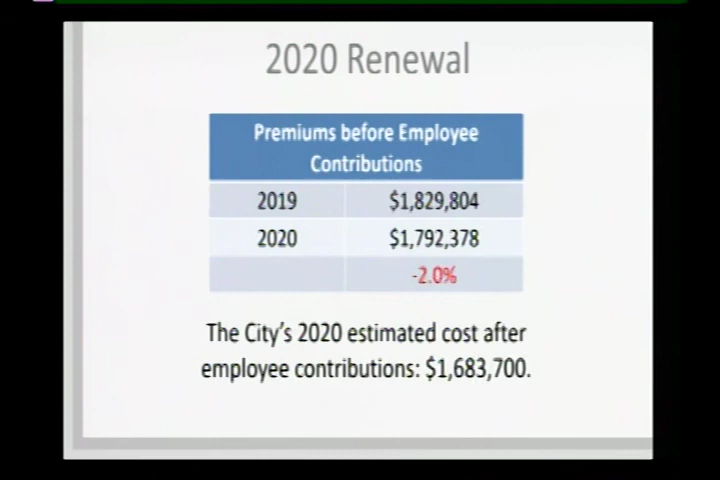 2020 Renewal
Premiums before Employee
Contributions
2019 $1,829,804
2020 $1,792,378
-2.0%
The City's 2020 estimated cost after
employee contributions: $1,683,700.